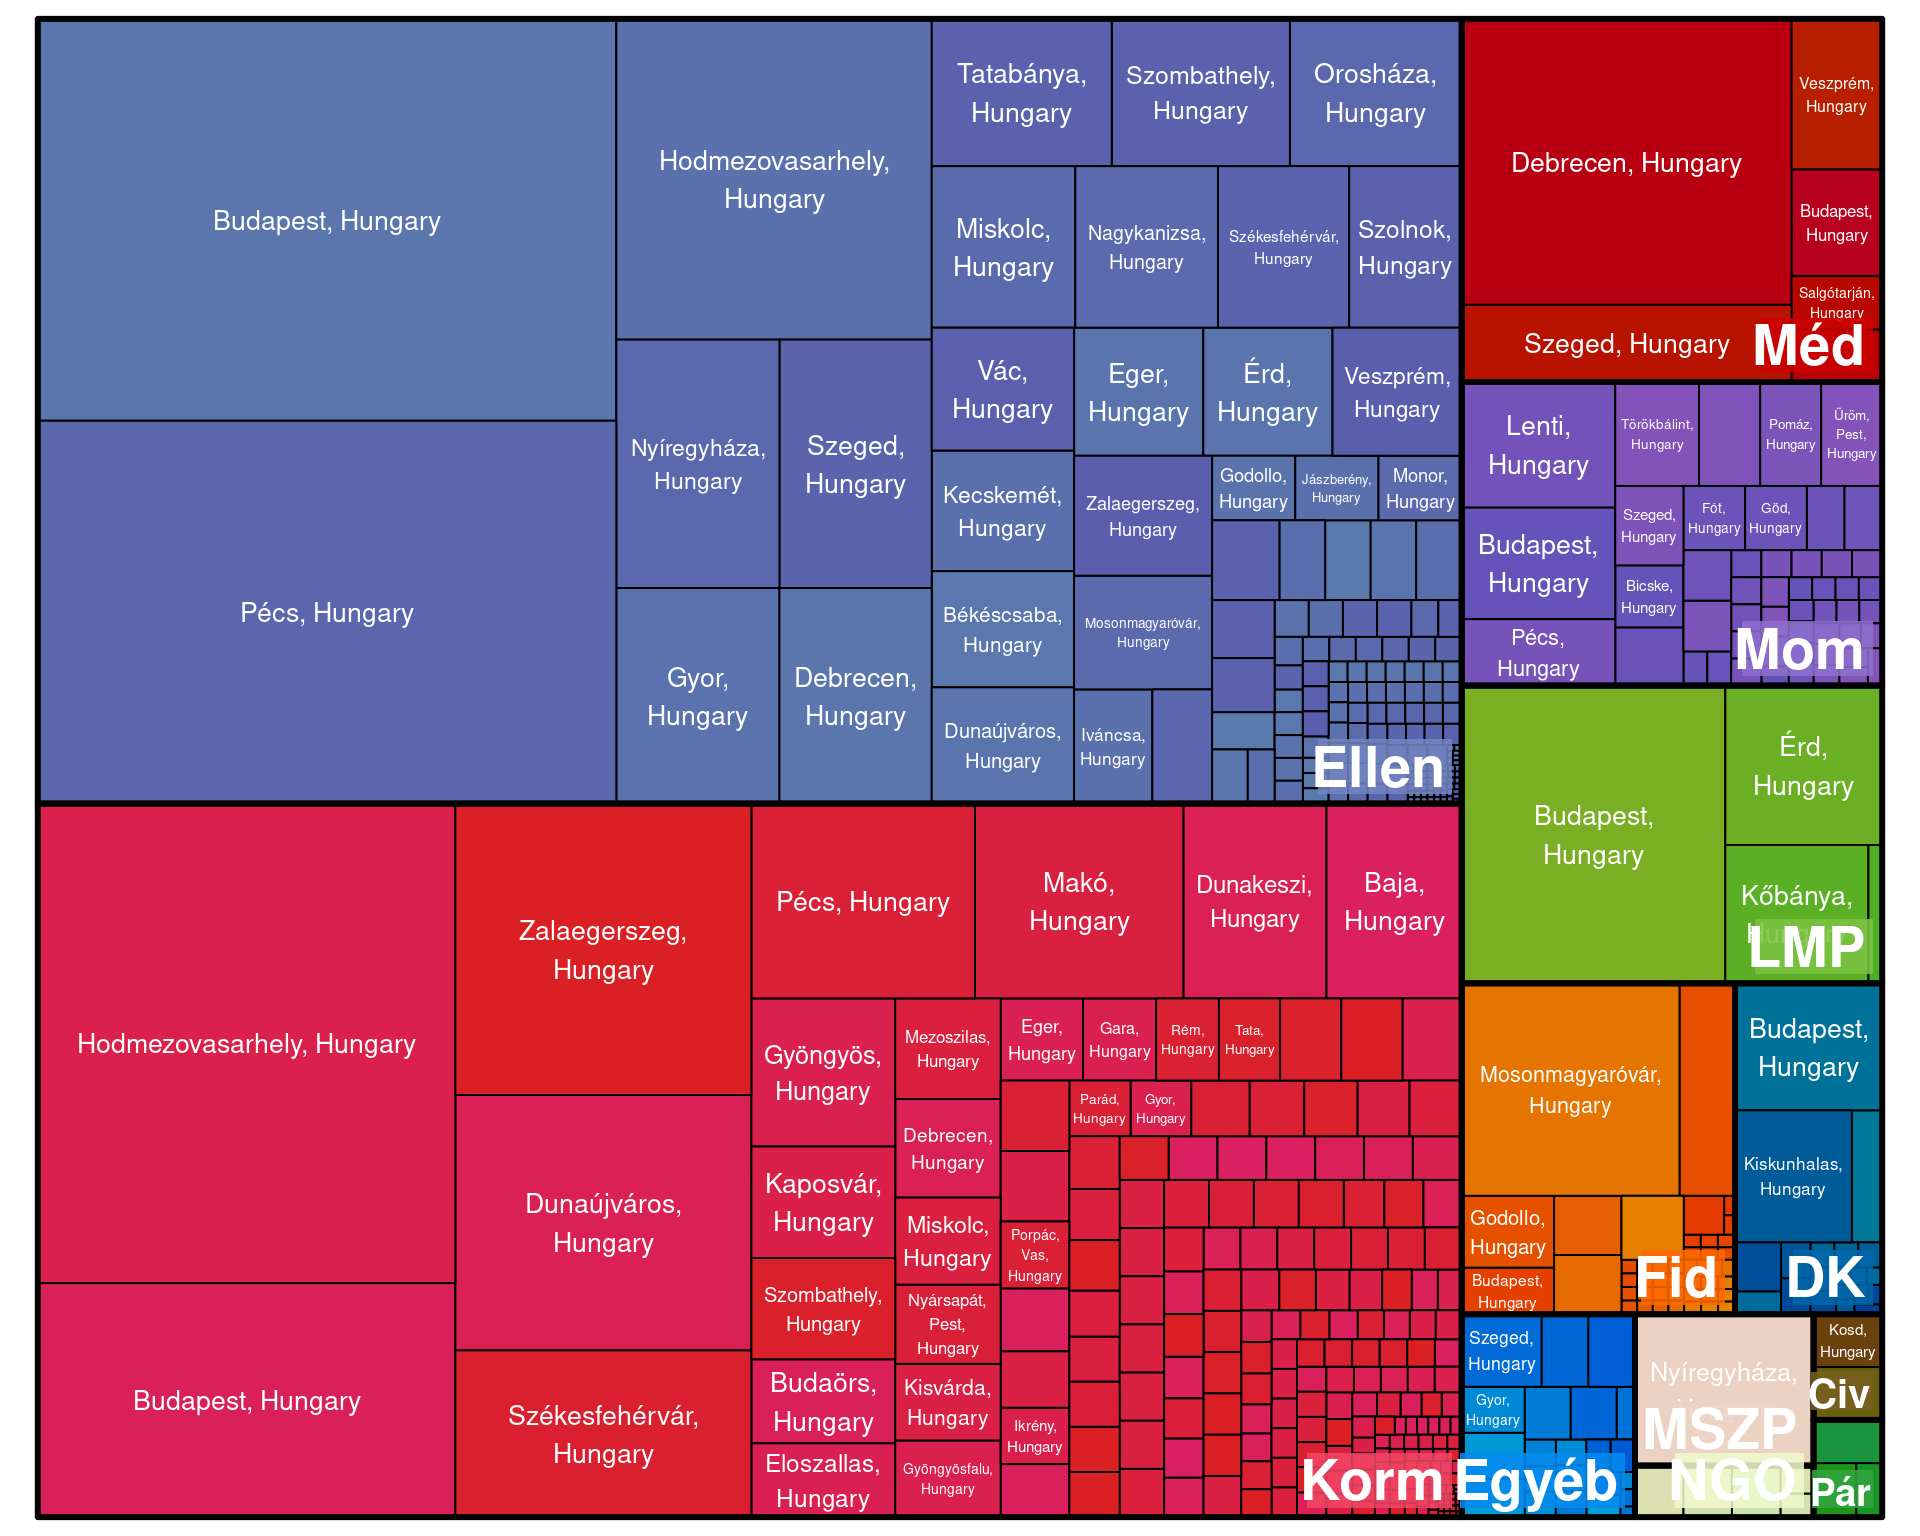 Budapest, Hungary
Pécs, Hungary
Hodmezovasarhely,
Hungary
Nyíregyháza,
Hungary
Szeged,
Hungary
Gyor,
Hungary
Debrecen,
Hungary
Tatabánya,
Hungary
Szombathely,
Hungary
Orosháza,
Hungary
Miskolc,
Hungary
Nagykanizsa,
Hungary
Székesfehérvár,
Hungary
Szolnok,
Hungary
Vác,
Hungary
Eger,
Hungary
Érd,
Hungary
Veszprém,
Hungary
Kecskemét,
Hungary
Zalaegerszeg,
Hungary
Godollo,
Hungary
Jászberény,
Hungary
Monor,
Hungary
Békéscsaba,
Hungary
Mosonmagyaróvár,
Hungary
Dunaújváros,
Hungary
Iváncsa,
Hungary
Ellen
Debrecen, Hungary
Veszprém,
Hungary
Budapest,
Hungary
Salgótarján,
Hungary
Szeged, Hungary
Méd
Lenti,
Hungary
Budapest,
Hungary
Pécs,
Hungary
Törökbálint,
Hungary
Pomáz,
Hungary
Üröm,
Pest,
Hungary
Szeged,
Hungary
Fót,
Hungary
Göd,
Hungary
Bicske,
Hungary
Mom
Budapest,
Hungary
Érd,
Hungary
Kőbánya,
LMP
Hodmezovasarhely, Hungary
Budapest, Hungary
Zalaegerszeg,
Hungary
Dunaújváros,
Hungary
Székesfehérvár,
Hungary
Pécs, Hungary
Makó,
Hungary
Dunakeszi,
Hungary
Baja,
Hungary
Gyöngyös,
Hungary
Kaposvár,
Hungary
Szombathely,
Hungary
Budaörs,
Hungary
Eloszallas,
Hungary
Mezoszilas,
Hungary
Debrecen,
Hungary
Miskolc,
Hungary
Nyársapát,
Pest,
Hungary
Kisvárda,
Hungary
Gyöngyösfalu,
Hungary
Eger,
Hungary
Gara,
Hungary
Rém,
Hungary
Tata,
Hungary
Parád,
Hungary
Gyor,
Hungary
Porpác,
Vas,
Hungary
Ikrény,
Hungary
Korm
Mosonmagyaróvár,
Hungary
Godollo,
Hungary
Budapest,
Hungary
Fid
Budapest,
Hungary
Kiskunhalas,
Hungary
DK
Szeged,
Hungary
Gyor,
Hungary
Egyéb
Nyíregyháza,
MSZP
NGO
Kosd,
Hungary
Civ
Pár